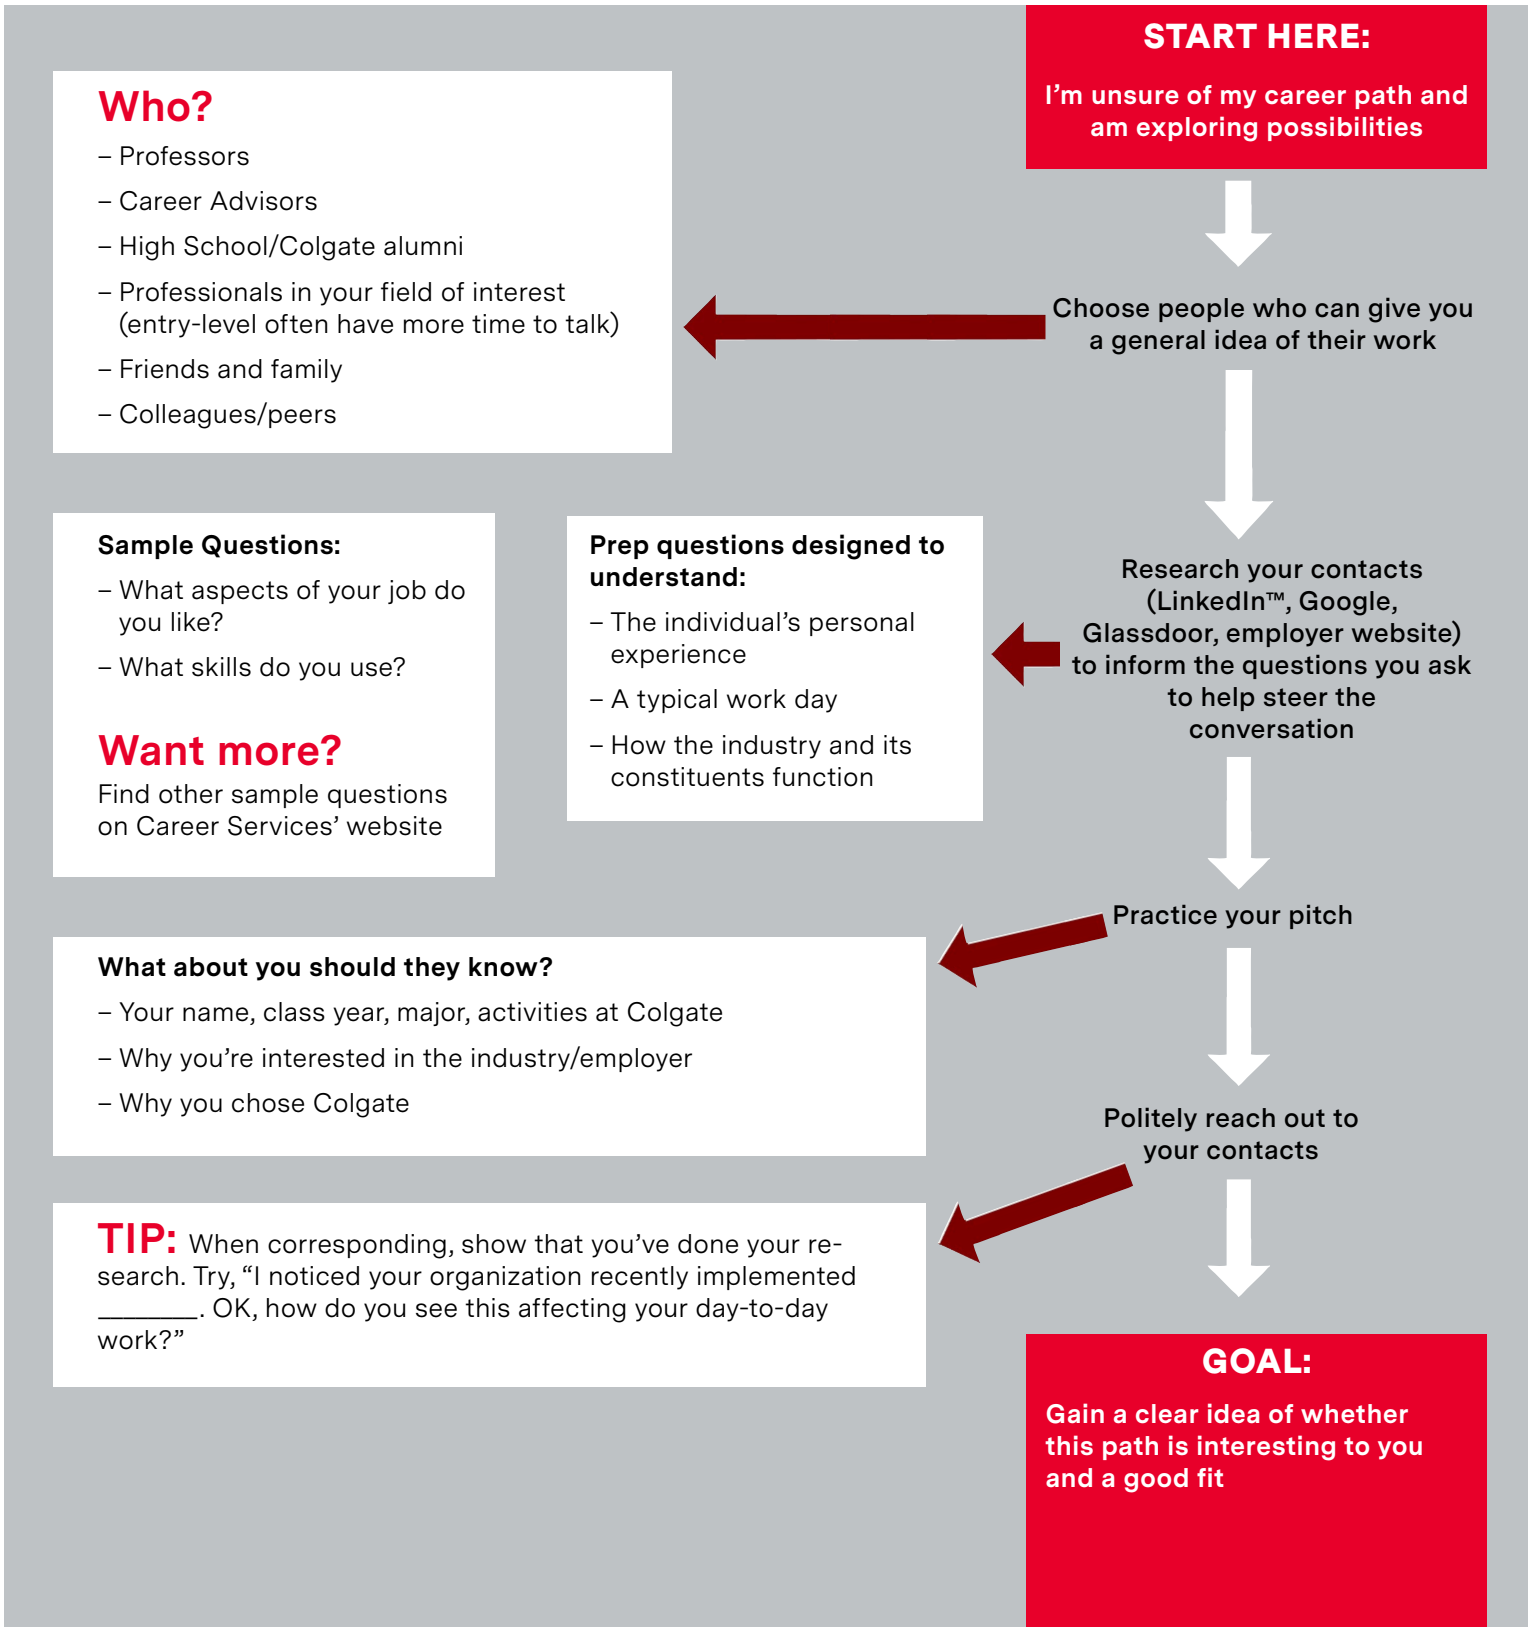 START HERE:
I’m unsure of my career path and
am exploring possibilities
Who?
– Professors
– Career Advisors
– High School/Colgate alumni
– Professionals in your field of interest
(entry-level often have more time to talk)
– Friends and family
– Colleagues/peers
Choose people who can give you
a general idea of their work
Sample Questions:
– What aspects of your job do
you like?
– What skills do you use?
Want more?
Find other sample questions
on Career Services’ website
Prep questions designed to
understand:
– The individual’s personal
experience
– A typical work day
– How the industry and its
constituents function
Research your contacts
(LinkedIn™, Google,
Glassdoor, employer website)
to inform the questions you ask
to help steer the
conversation
Practice your pitch
What about you should they know?
– Your name, class year, major, activities at Colgate
– Why you’re interested in the industry/employer
– Why you chose Colgate
Politely reach out to
your contacts
TIP: When corresponding, show that you’ve done your re-
search. Try, “I noticed your organization recently implemented
________. OK, how do you see this affecting your day-to-day
work?”
GOAL:
Gain a clear idea of whether
this path is interesting to you
and a good fit